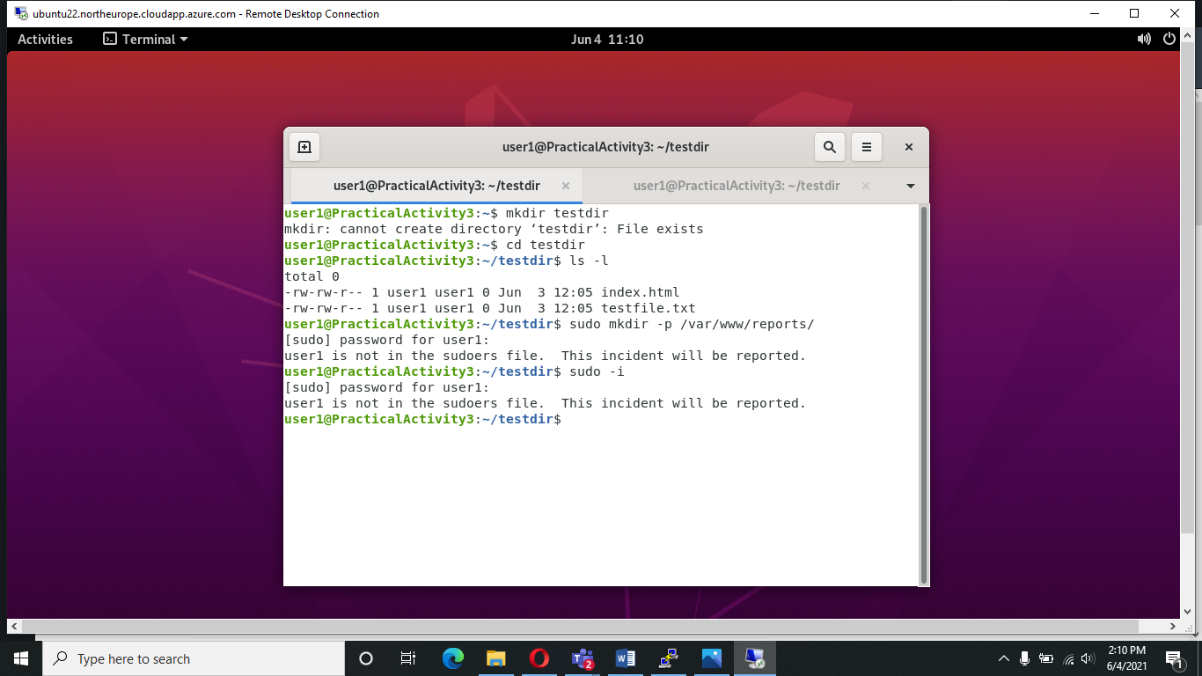 ubuntu22.northeurope.cloudapp.azure.com - Remote Desktop Connection
Activities Terminal Jun 4 11:10
user1@PracticalActivity3: ~/testdir
user1@PracticalActivity3: ~/testdir user1@PracticalActivity3: ~/testdir
user1@PracticalActivity3:~$ mkdir testdir
mkdir: cannot create directory ‘testdir’: File exists
user1@PracticalActivity3:~$ cd testdir
user1@PracticalActivity3:~/testdir$ ls -l
total 0
-rw-rw-r-- 1 user1 user1 0 Jun  3 12:05 index.html
-rw-rw-r-- 1 user1 user1 0 Jun  3 12:05 testfile.txt
user1@PracticalActivity3:~/testdir$ sudo mkdir -p /var/www/reports/
[sudo] password for user1:
user1 is not in the sudoers file.  This incident will be reported.
user1@PracticalActivity3:~/testdir$ sudo -i
[sudo] password for user1:
user1 is not in the sudoers file.  This incident will be reported.
user1@PracticalActivity3:~/testdir$
Type here to search 2 2:10 PM
6/4/2021 1